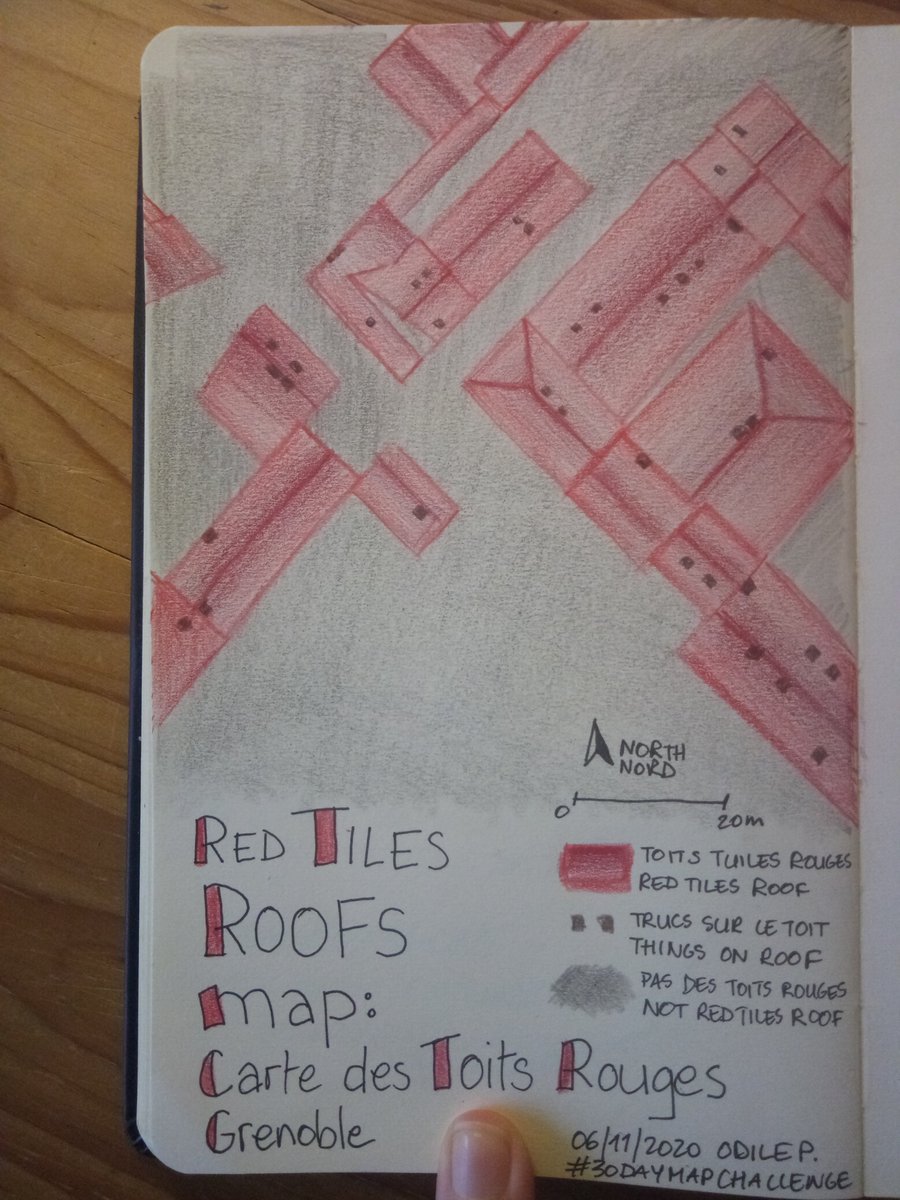 NORTH
NORD
0 20m
TOITS TUILES ROUGES
RED TILES ROOF
TRUCS SUR LE TOIT
THINGS ON ROOF
PAS DES TOITS ROUGES
NOT RED TILES ROOF
RED TILES
ROOFS
map:
Carte des Toits Rouges
Grenoble
06/11/2020 ODILE P.
#30DAYMAPCHALLENGE